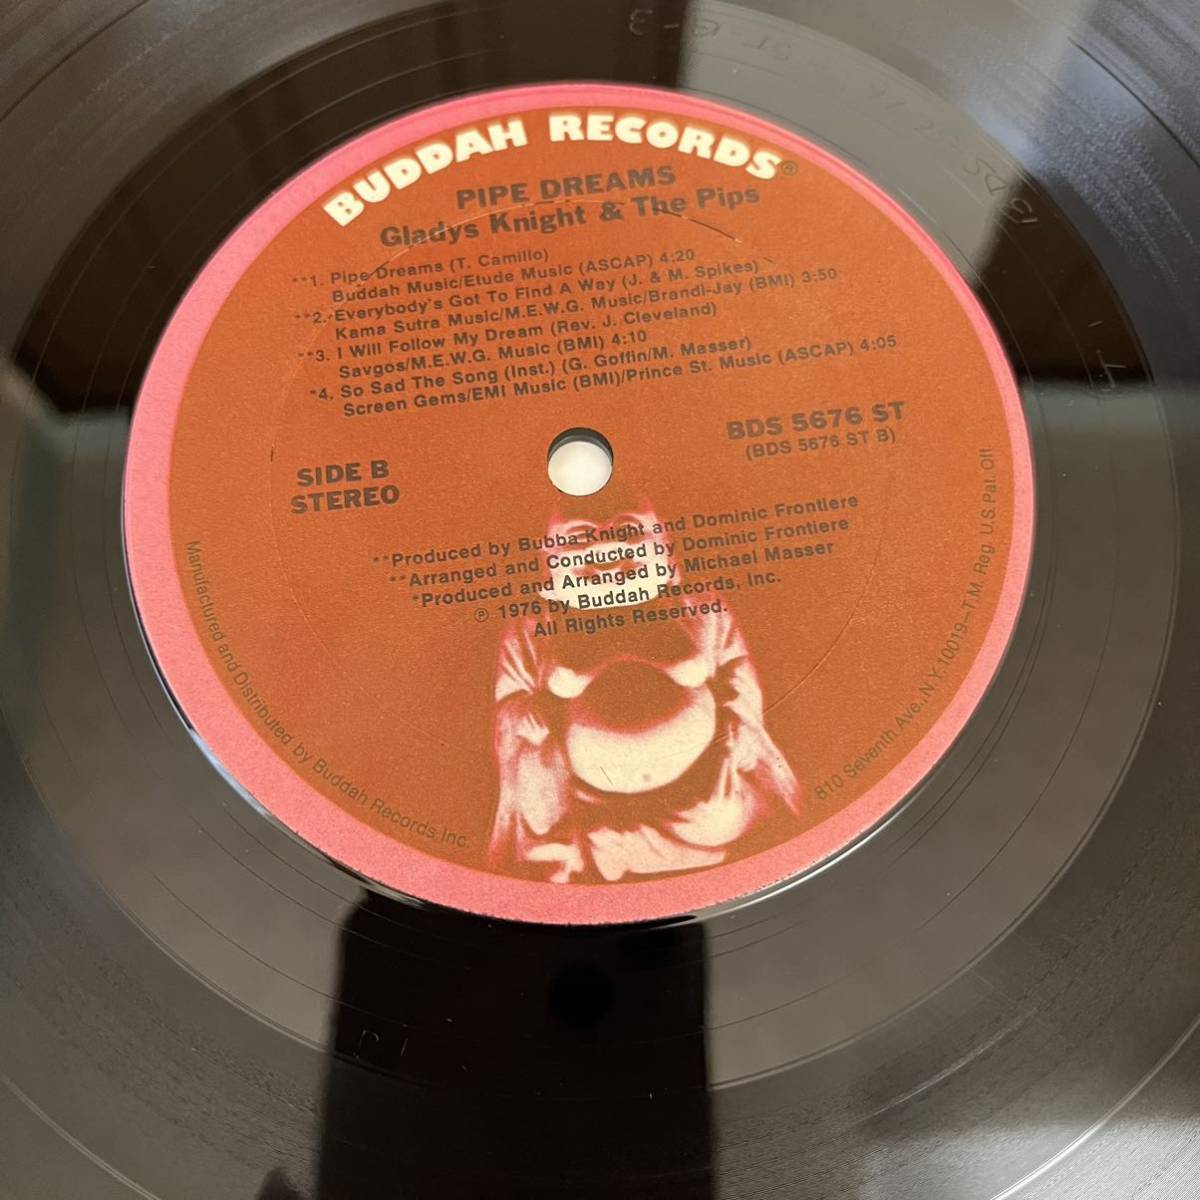 BUDDAH RECORDS®
PIPE DREAMS
Gladys Knight & The Pips
**1. Pipe Dreams (T. Camillo)
Buddah Music/Etude Music (ASCAP) 4:20
**2. Everybody's Got To Find A Way (J. & M. Spikes)
Kama Sutra Music/M.E.W.G. Music/Brandi-Jay (BMI) 3:50
**3. I Will Follow My Dream (Rev. J. Cleveland)
Savgos/M.E.W.G. Music (BMI) 4:10
*4. So Sad The Song (Inst.) (G. Goffin/M. Masser)
Screen Gems/EMI Music (BMI)/Prince St. Music (ASCAP) 4:05
BDS 5676 ST
(BDS 5676 ST B)
SIDE B
STEREO
**Produced by Bubba Knight and Dominic Frontiere
**Arranged and Conducted by Dominic Frontiere
*Produced and Arranged by Michael Masser
℗ 1976 by Buddah Records, Inc.
All Rights Reserved.
Manufactured and Distributed by Buddah Records Inc.
810 Seventh Ave., N.Y. 10019—T.M. Reg. U.S. Pat. Off